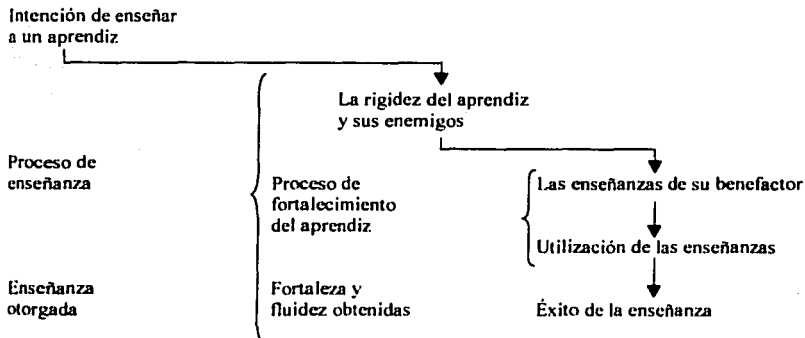 Intención de enseñar
a un aprendiz
La rigidez del aprendiz
y sus enemigos
Proceso de
enseñanza
Proceso de
fortalecimiento
del aprendiz
Las enseñanzas de su benefactor
Utilización de las enseñanzas
Enseñanza
otorgada
Fortaleza y
fluidez obtenidas
Éxito de la enseñanza